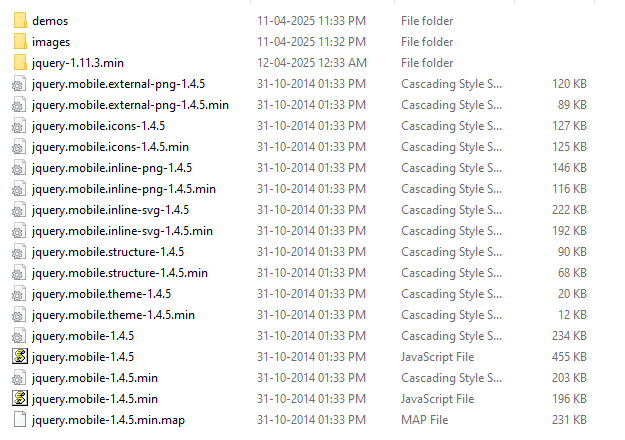 demos 11-04-2025 11:33 PM File folder
images 11-04-2025 11:32 PM File folder
jquery-1.11.3.min 12-04-2025 12:33 AM File folder
jquery.mobile.external-png-1.4.5 31-10-2014 01:33 PM Cascading Style S... 120 KB
jquery.mobile.external-png-1.4.5.min 31-10-2014 01:33 PM Cascading Style S... 89 KB
jquery.mobile.icons-1.4.5 31-10-2014 01:33 PM Cascading Style S... 127 KB
jquery.mobile.icons-1.4.5.min 31-10-2014 01:33 PM Cascading Style S... 125 KB
jquery.mobile.inline-png-1.4.5 31-10-2014 01:33 PM Cascading Style S... 146 KB
jquery.mobile.inline-png-1.4.5.min 31-10-2014 01:33 PM Cascading Style S... 116 KB
jquery.mobile.inline-svg-1.4.5 31-10-2014 01:33 PM Cascading Style S... 222 KB
jquery.mobile.inline-svg-1.4.5.min 31-10-2014 01:33 PM Cascading Style S... 192 KB
jquery.mobile.structure-1.4.5 31-10-2014 01:33 PM Cascading Style S... 90 KB
jquery.mobile.structure-1.4.5.min 31-10-2014 01:33 PM Cascading Style S... 68 KB
jquery.mobile.theme-1.4.5 31-10-2014 01:33 PM Cascading Style S... 20 KB
jquery.mobile.theme-1.4.5.min 31-10-2014 01:33 PM Cascading Style S... 12 KB
jquery.mobile-1.4.5 31-10-2014 01:33 PM Cascading Style S... 234 KB
jquery.mobile-1.4.5 31-10-2014 01:33 PM JavaScript File 455 KB
jquery.mobile-1.4.5.min 31-10-2014 01:33 PM Cascading Style S... 203 KB
jquery.mobile-1.4.5.min 31-10-2014 01:33 PM JavaScript File 196 KB
jquery.mobile-1.4.5.min.map 31-10-2014 01:33 PM MAP File 231 KB